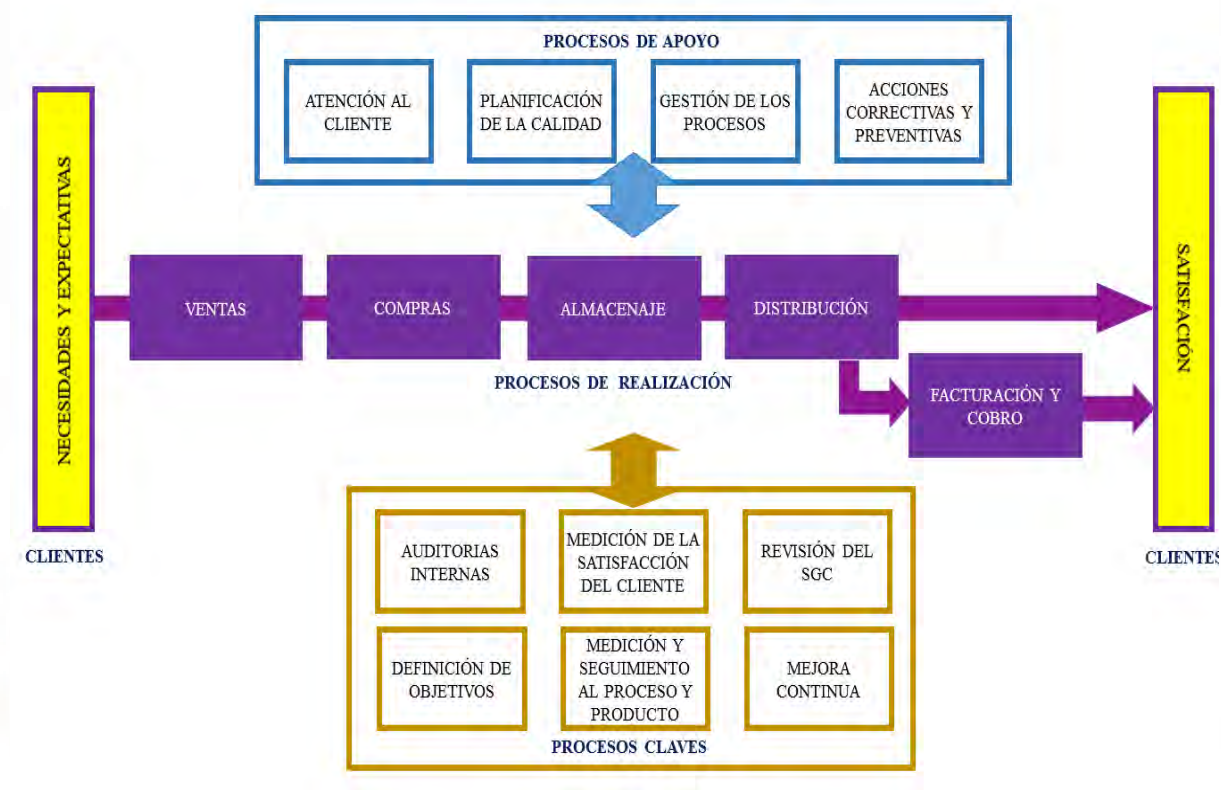 PROCESOS DE APOYO
ATENCIÓN AL
CLIENTE
PLANIFICACIÓN
DE LA CALIDAD
GESTIÓN DE LOS
PROCESOS
ACCIONES
CORRECTIVAS Y
PREVENTIVAS
NECESIDADES Y EXPECTATIVAS
CLIENTES
VENTAS
COMPRAS
ALMACENAJE
DISTRIBUCIÓN
PROCESOS DE REALIZACIÓN
FACTURACIÓN Y
COBRO
SATISFACIÓN
CLIENTES
AUDITORIAS
INTERNAS
MEDICIÓN DE LA
SATISFACCIÓN
DEL CLIENTE
REVISIÓN DEL
SGC
DEFINICIÓN DE
OBJETIVOS
MEDICIÓN Y
SEGUIMIENTO
AL PROCESO Y
PRODUCTO
MEJORA
CONTINUA
PROCESOS CLAVES